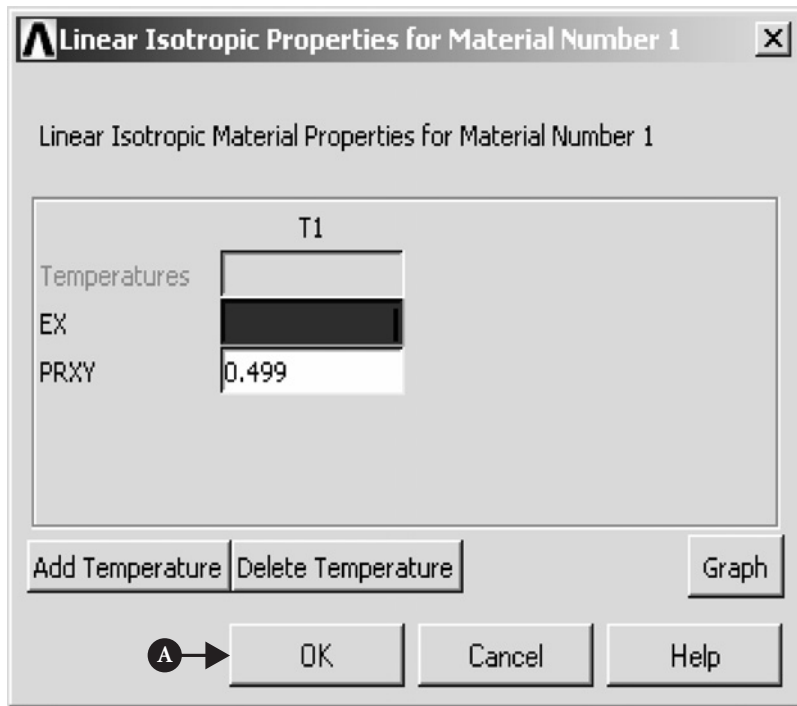 Linear Isotropic Properties for Material Number 1
Linear Isotropic Material Properties for Material Number 1
T1
Temperatures
EX
PRXY 0.499
Add Temperature Delete Temperature Graph
A OK Cancel Help